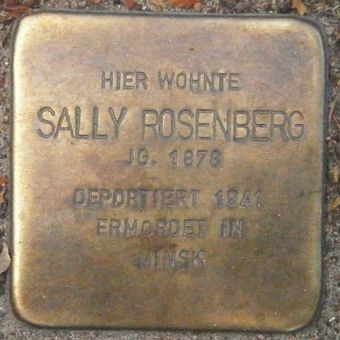 HIER WOHNTE
SALLY ROSENBERG
JG. 1878
DEPORTIERT 1941
ERMORDET IN
MINSK